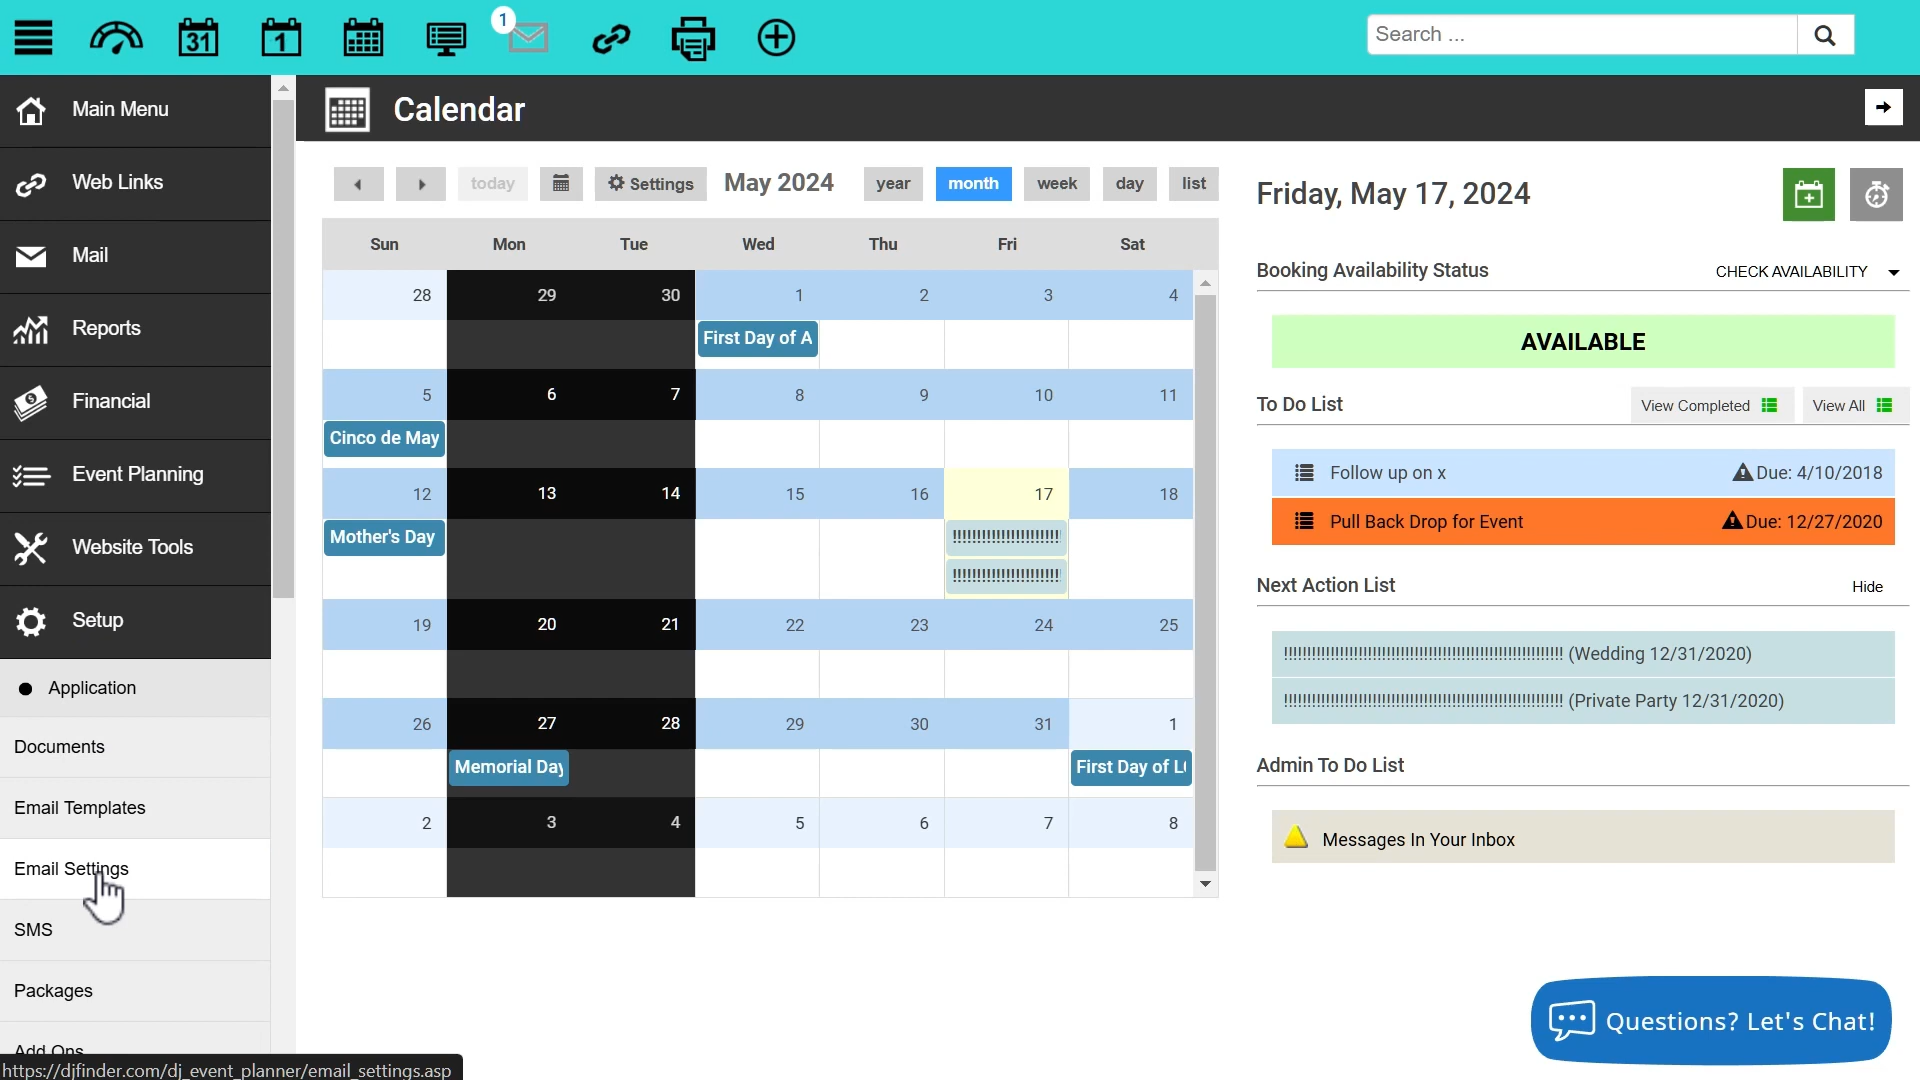 31
1
1
Search ...
Main Menu
Web Links
Mail
Reports
Financial
Event Planning
Website Tools
Setup
Application
Documents
Email Templates
Email Settings
SMS
Packages
Add Ons
https://djfinder.com/dj_event_planner/email_settings.asp
Calendar
today
Settings
May 2024
year
month
week
day
list
Sun Mon Tue Wed Thu Fri Sat
28 29 30 1 2 3 4
First Day of A
5 6 7 8 9 10 11
Cinco de May
12 13 14 15 16 17 18
Mother's Day
!!!!!!!!!!!!!!!!!!!!!!!
!!!!!!!!!!!!!!!!!!!!!!!
19 20 21 22 23 24 25
26 27 28 29 30 31 1
Memorial Day
First Day of L
2 3 4 5 6 7 8
Friday, May 17, 2024
Booking Availability Status
CHECK AVAILABILITY
AVAILABLE
To Do List
View Completed
View All
Follow up on x
Due: 4/10/2018
Pull Back Drop for Event
Due: 12/27/2020
Next Action List
Hide
!!!!!!!!!!!!!!!!!!!!!!!!!!!!!!!!!!!!!!!!!!!!!!!!!!!!!!!!!!!! (Wedding 12/31/2020)
!!!!!!!!!!!!!!!!!!!!!!!!!!!!!!!!!!!!!!!!!!!!!!!!!!!!!!!!!!!! (Private Party 12/31/2020)
Admin To Do List
Messages In Your Inbox
Questions? Let's Chat!